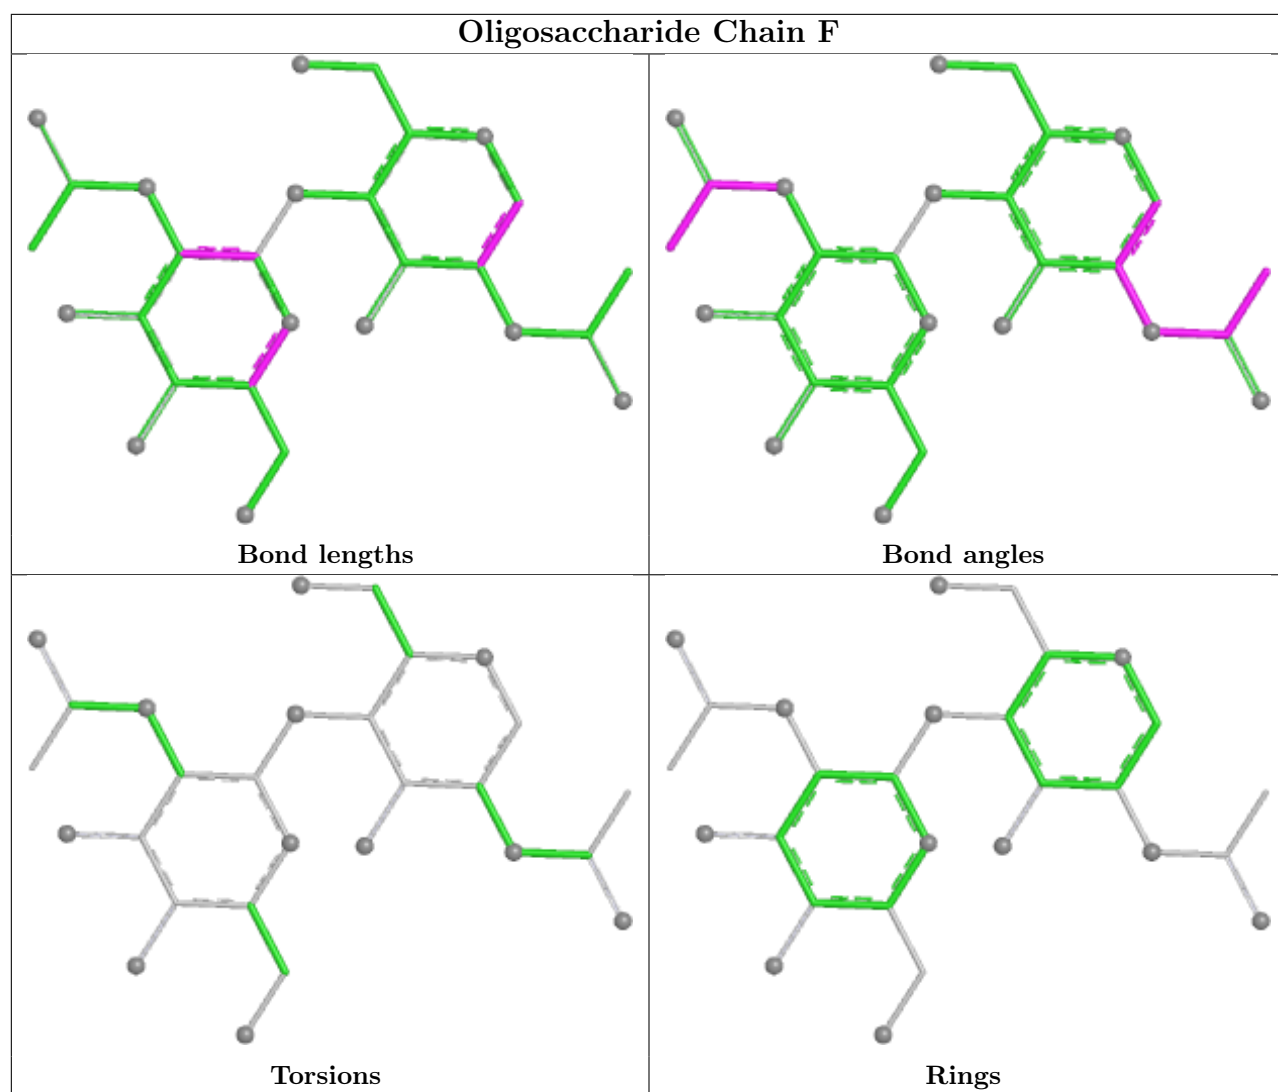 Oligosaccharide Chain F
Bond lengths
Bond angles
Torsions
Rings